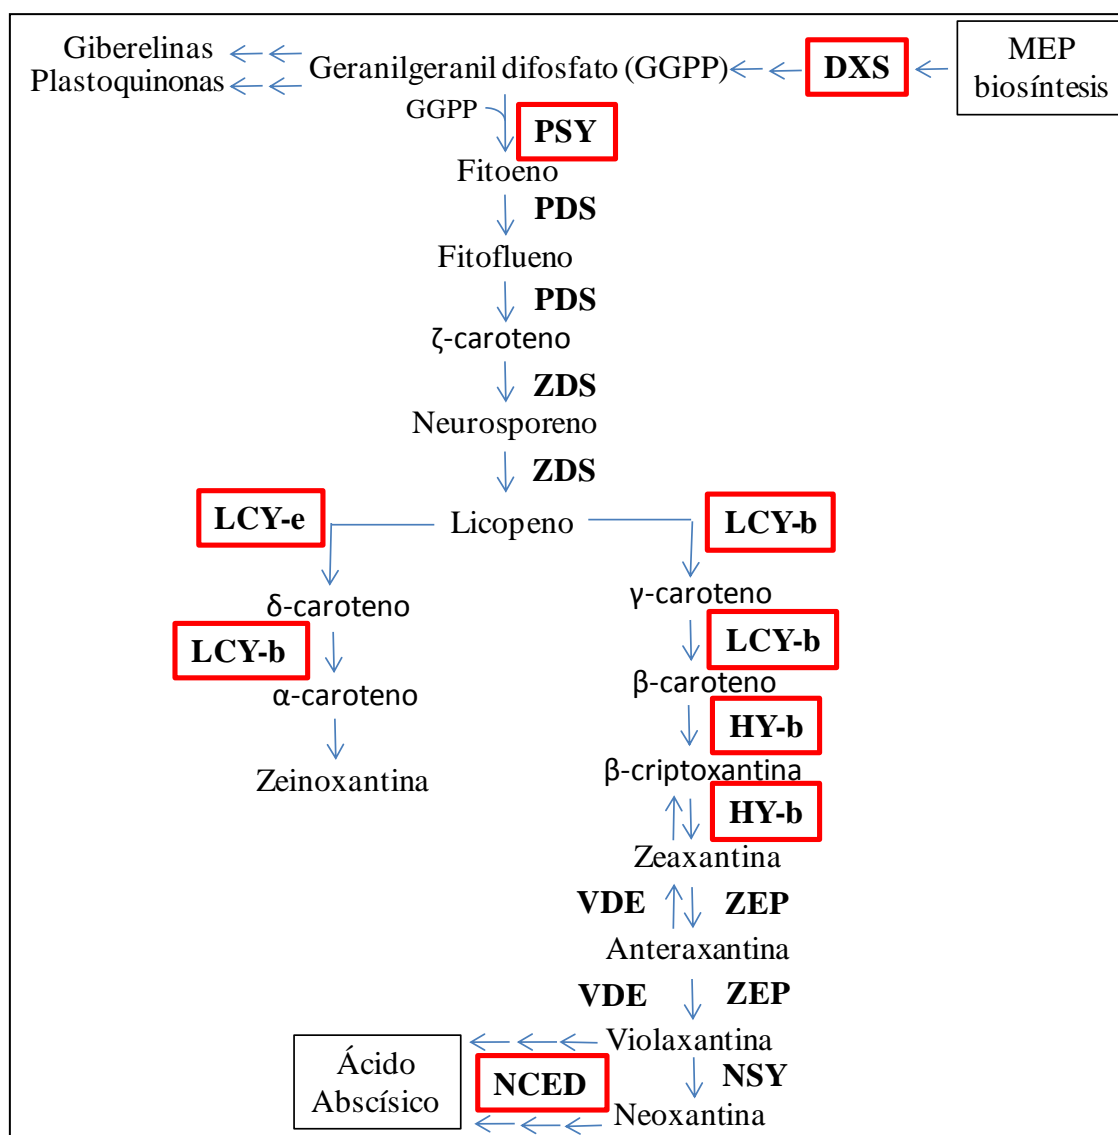 Giberelinas
Plastoquinonas
Geranilgeranil difosfato (GGPP)
DXS
MEP
biosíntesis
GGPP
PSY
Fitoeno
PDS
Fitoflueno
PDS
ζ-caroteno
ZDS
Neurosporeno
ZDS
LCY-e
Licopeno
LCY-b
δ-caroteno
γ-caroteno
LCY-b
LCY-b
α-caroteno
β-caroteno
HY-b
Zeinoxantina
β-criptoxantina
HY-b
Zeaxantina
VDE
ZEP
Anteraxantina
VDE
ZEP
Violaxantina
Ácido
Abscísico
NCED
NSY
Neoxantina